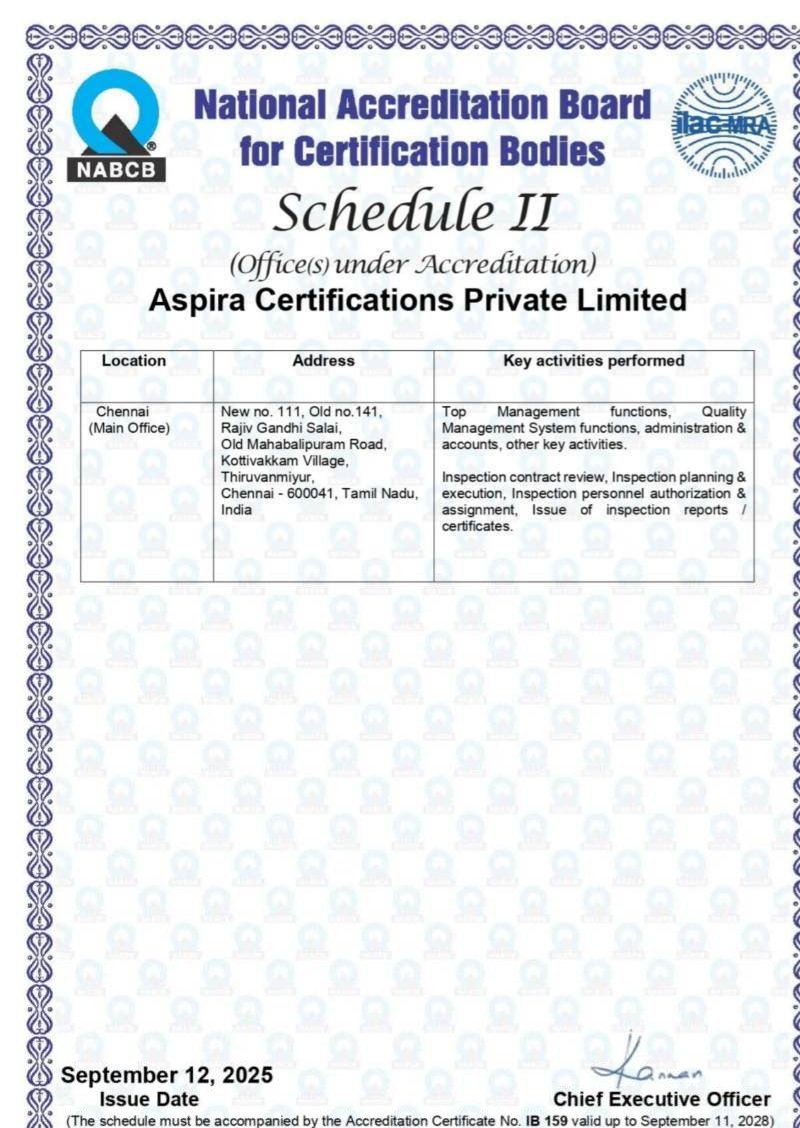 National Accreditation Board
for Certification Bodies
NABCB
ilac-MRA
Schedule II
(Office(s) under Accreditation)
Aspira Certifications Private Limited
Location
Address
Key activities performed
Chennai
(Main Office)
New no. 111, Old no.141,
Rajiv Gandhi Salai,
Old Mahabalipuram Road,
Kottivakkam Village,
Thiruvanmiyur,
Chennai - 600041, Tamil Nadu,
India
Top Management functions, Quality
Management System functions, administration &
accounts, other key activities.
Inspection contract review, Inspection planning &
execution, Inspection personnel authorization &
assignment, Issue of inspection reports /
certificates.
September 12, 2025
Issue Date
Kannan
Chief Executive Officer
(The schedule must be accompanied by the Accreditation Certificate No. IB 159 valid up to September 11, 2028)